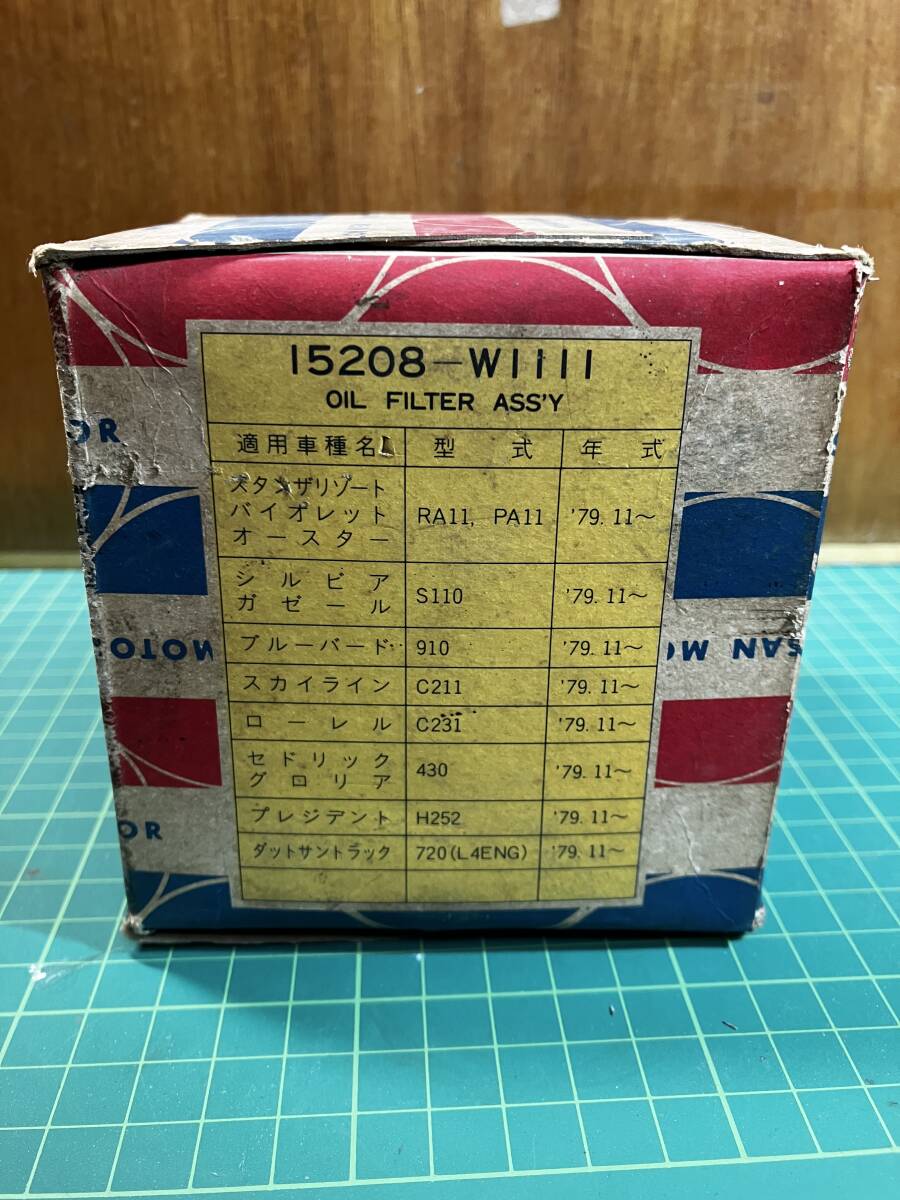 15208-W1111
OIL FILTER ASS'Y
適用車種名 型式 年式
スタンザリゾート
バイオレット
オースター
RA11, PA11 '79. 11~
シルビア
ガゼール
S110 '79. 11~
ブルーバード 910 '79. 11~
スカイライン C211 '79. 11~
ローレル C231 '79. 11~
セドリック
グロリア
430 '79. 11~
プレジデント H252 '79. 11~
ダットサントラック 720(L4ENG) '79. 11~
OR
MOTO
SAN MO
OR